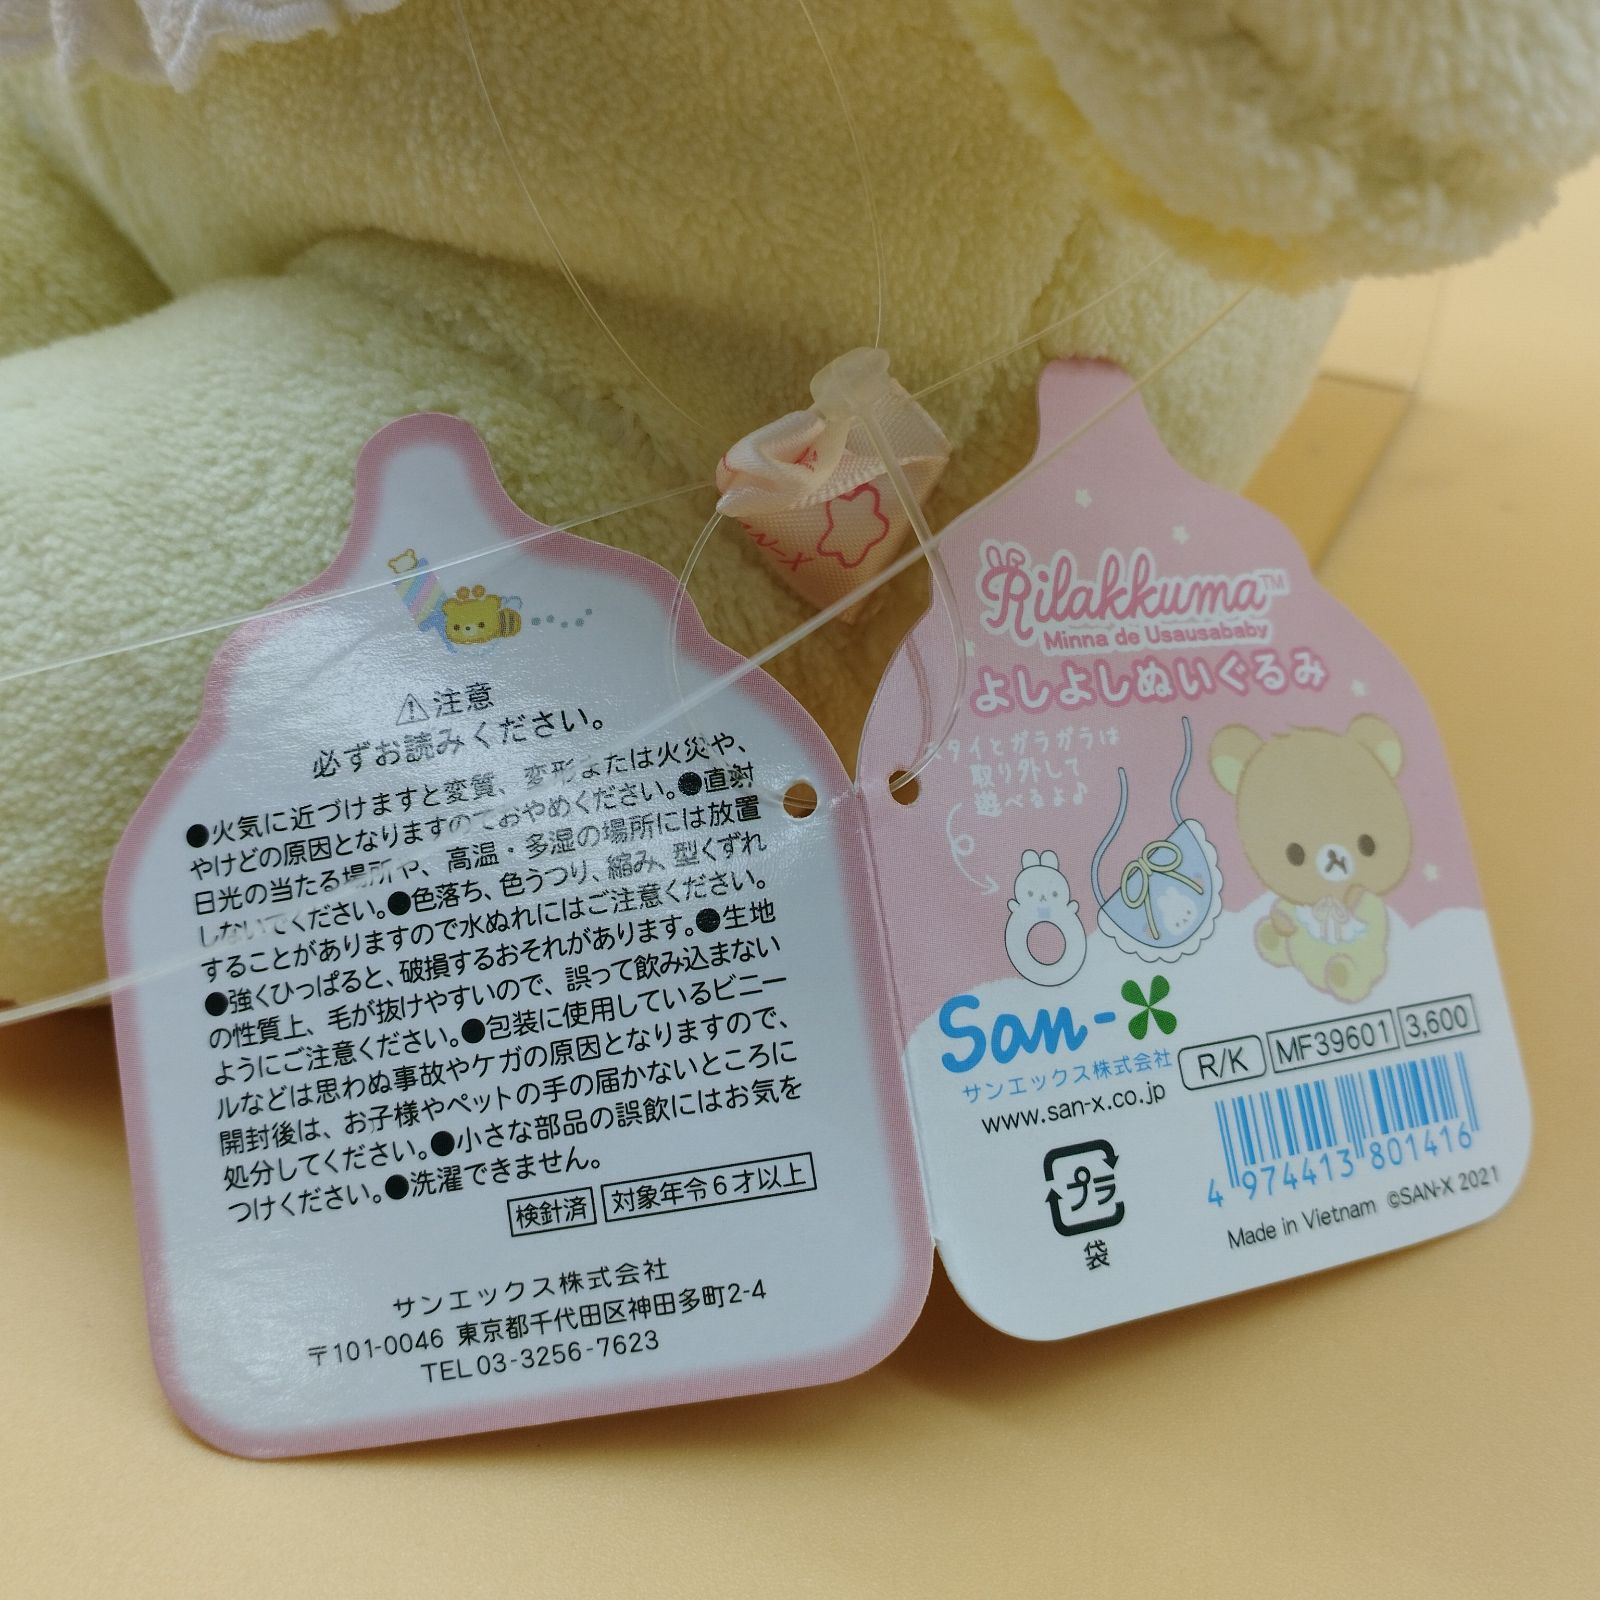 注意
必ずお読みください。
●火気に近づけますと変質、変形または火災や、
やけどの原因となりますのでおやめください。●直射
日光の当たる場所や、高温・多湿の場所には放置
しないでください。●色落ち、色うつり、縮み、型くずれ
することがありますので水ぬれにはご注意ください。
●強くひっぱると、破損するおそれがあります。●生地
の性質上、毛が抜けやすいので、誤って飲み込まない
ようにご注意ください。●包装に使用しているビニー
ルなどは思わぬ事故やケガの原因となりますので、
開封後は、お子様やペットの手の届かないところに
処分してください。●小さな部品の誤飲にはお気を
つけください。●洗濯できません。
検針済 対象年令6才以上
サンエックス株式会社
〒101-0046 東京都千代田区神田多町2-4
TEL03-3256-7623
N-X
Rilakkuma™
Minna de Usausababy
よしよしぬいぐるみ
スタイとガラガラは
取り外して
遊べるよ♪
San-X
サンエックス株式会社
www.san-x.co.jp
R/K MF39601 3,600
4 974413 801416
プラ
袋
Made in Vietnam ©SAN-X 2021